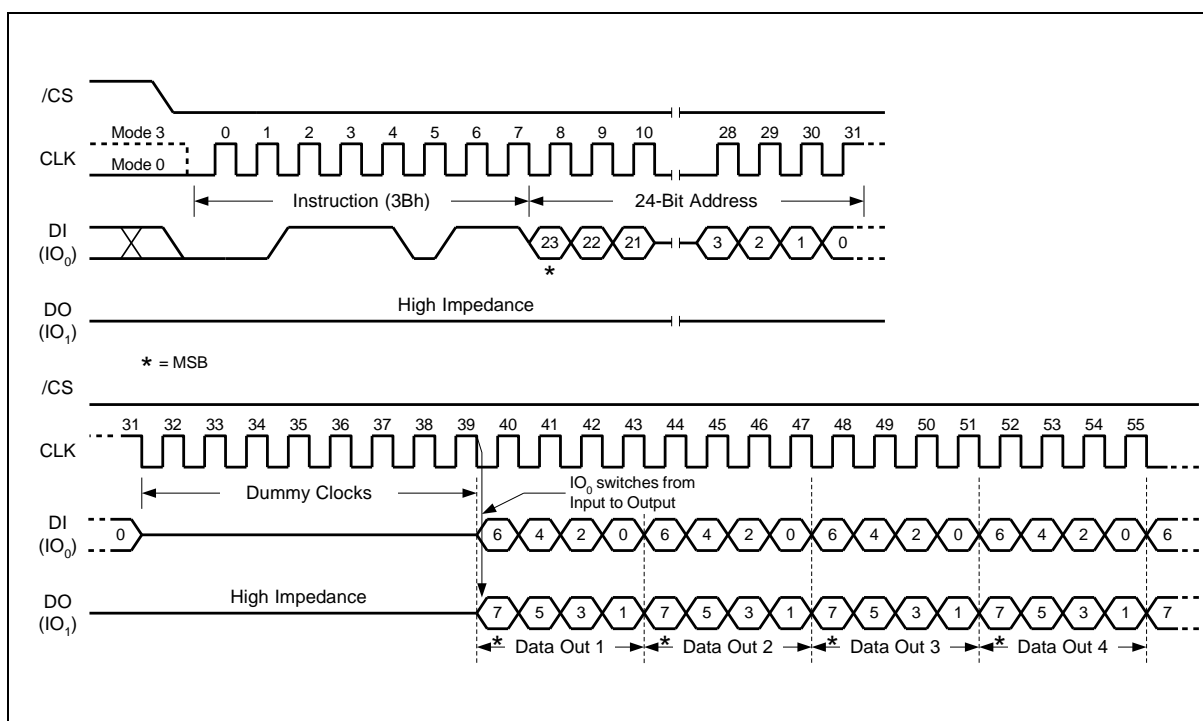 /CS
Mode 3 0 1 2 3 4 5 6 7 8 9 10 28 29 30 31
CLK
Mode 0
Instruction (3Bh) 24-Bit Address
DI
(IO0) 23 22 21 3 2 1 0
*
DO
(IO1)
High Impedance
* = MSB
/CS
31 32 33 34 35 36 37 38 39 40 41 42 43 44 45 46 47 48 49 50 51 52 53 54 55
CLK
Dummy Clocks
IO0 switches from
Input to Output
DI
(IO0) 0 6 4 2 0 6 4 2 0 6 4 2 0 6 4 2 0 6
High Impedance
DO
(IO1) 7 5 3 1 7 5 3 1 7 5 3 1 7 5 3 1 7
* Data Out 1 * Data Out 2 * Data Out 3 * Data Out 4